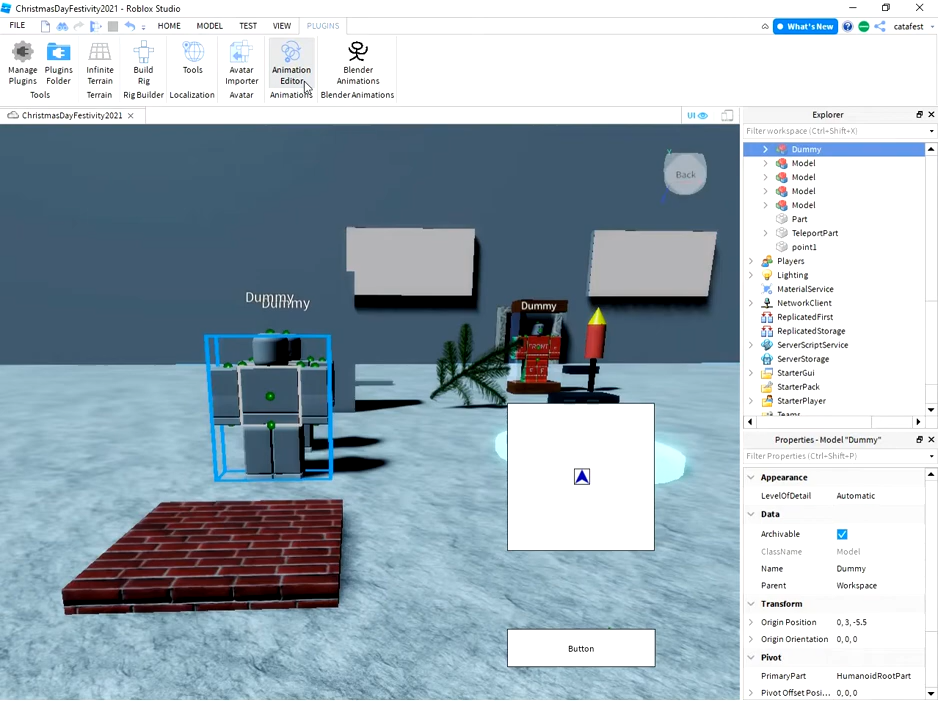 ChristmasDayFestivity2021 - Roblox Studio
FILE HOME MODEL TEST VIEW PLUGINS What's New catafest
Manage Plugins
Plugins Folder
Infinite Terrain
Build Rig
Tools
Avatar Importer
Animation Editor
Blender Animations
Tools Terrain Rig Builder Localization Avatar Animations Blender Animations
ChristmasDayFestivity2021
UI
Explorer
Filter workspace (Ctrl+Shift+X)
Dummy
Model
Model
Model
Model
Part
TeleportPart
point1
Players
Lighting
MaterialService
NetworkClient
ReplicatedFirst
ReplicatedStorage
ServerScriptService
ServerStorage
StarterGui
StarterPack
StarterPlayer
Teams
Back
Dummy
Dummy
Dummy
FRONT
Button
Properties - Model "Dummy"
Filter Properties (Ctrl+Shift+P)
Appearance
LevelOfDetail Automatic
Data
Archivable
ClassName Model
Name Dummy
Parent Workspace
Transform
Origin Position 0, 3, -5.5
Origin Orientation 0, 0, 0
Pivot
PrimaryPart HumanoidRootPart
Pivot Offset Posi... 0, 0, 0